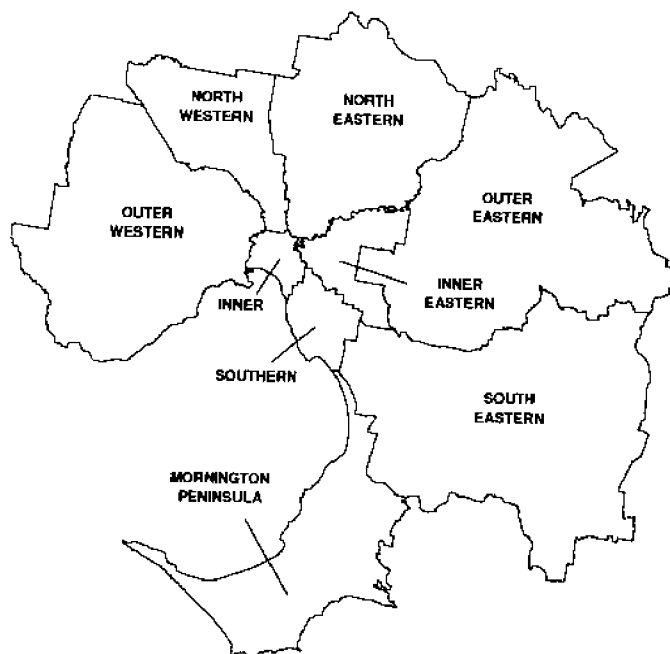 NORTH
WESTERN
NORTH
EASTERN
OUTER
WESTERN
OUTER
EASTERN
INNER
INNER
EASTERN
SOUTHERN
SOUTH
EASTERN
MORNINGTON
PENINSULA